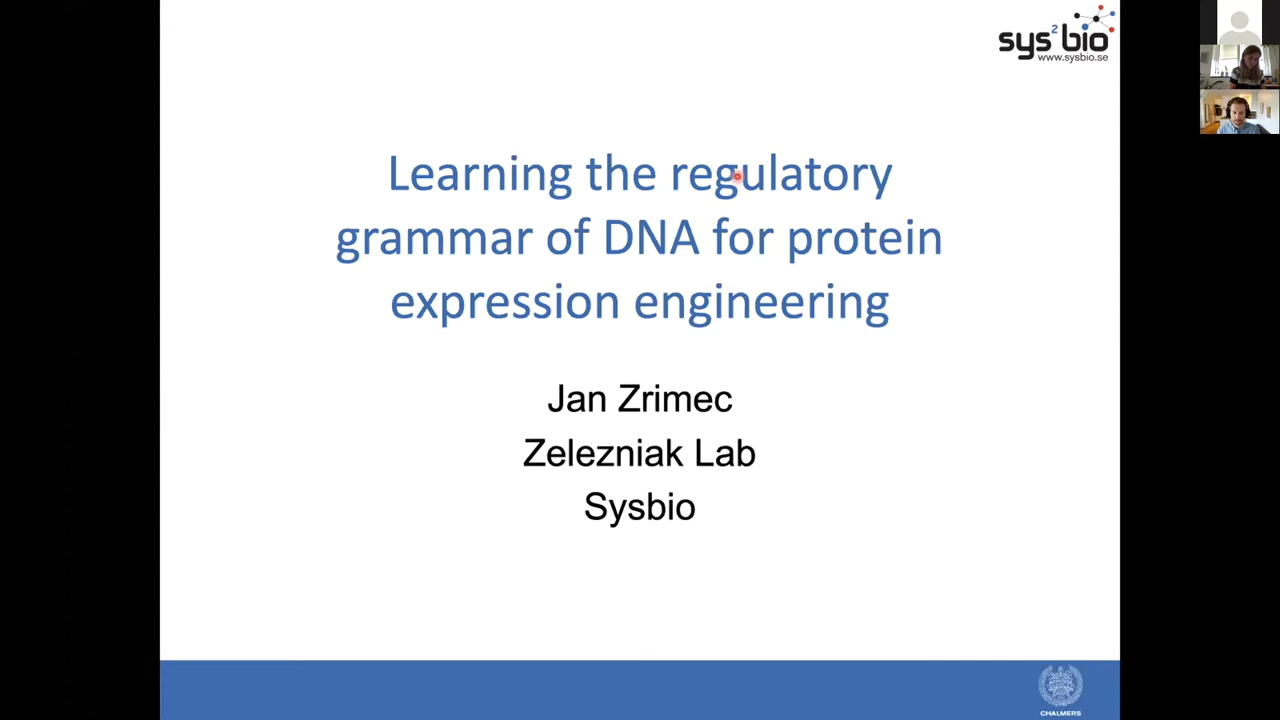 sys2bio
www.sysbio.se
Learning the regulatory
grammar of DNA for protein
expression engineering
Jan Zrimec
Zelezniak Lab
Sysbio
CHALMERS